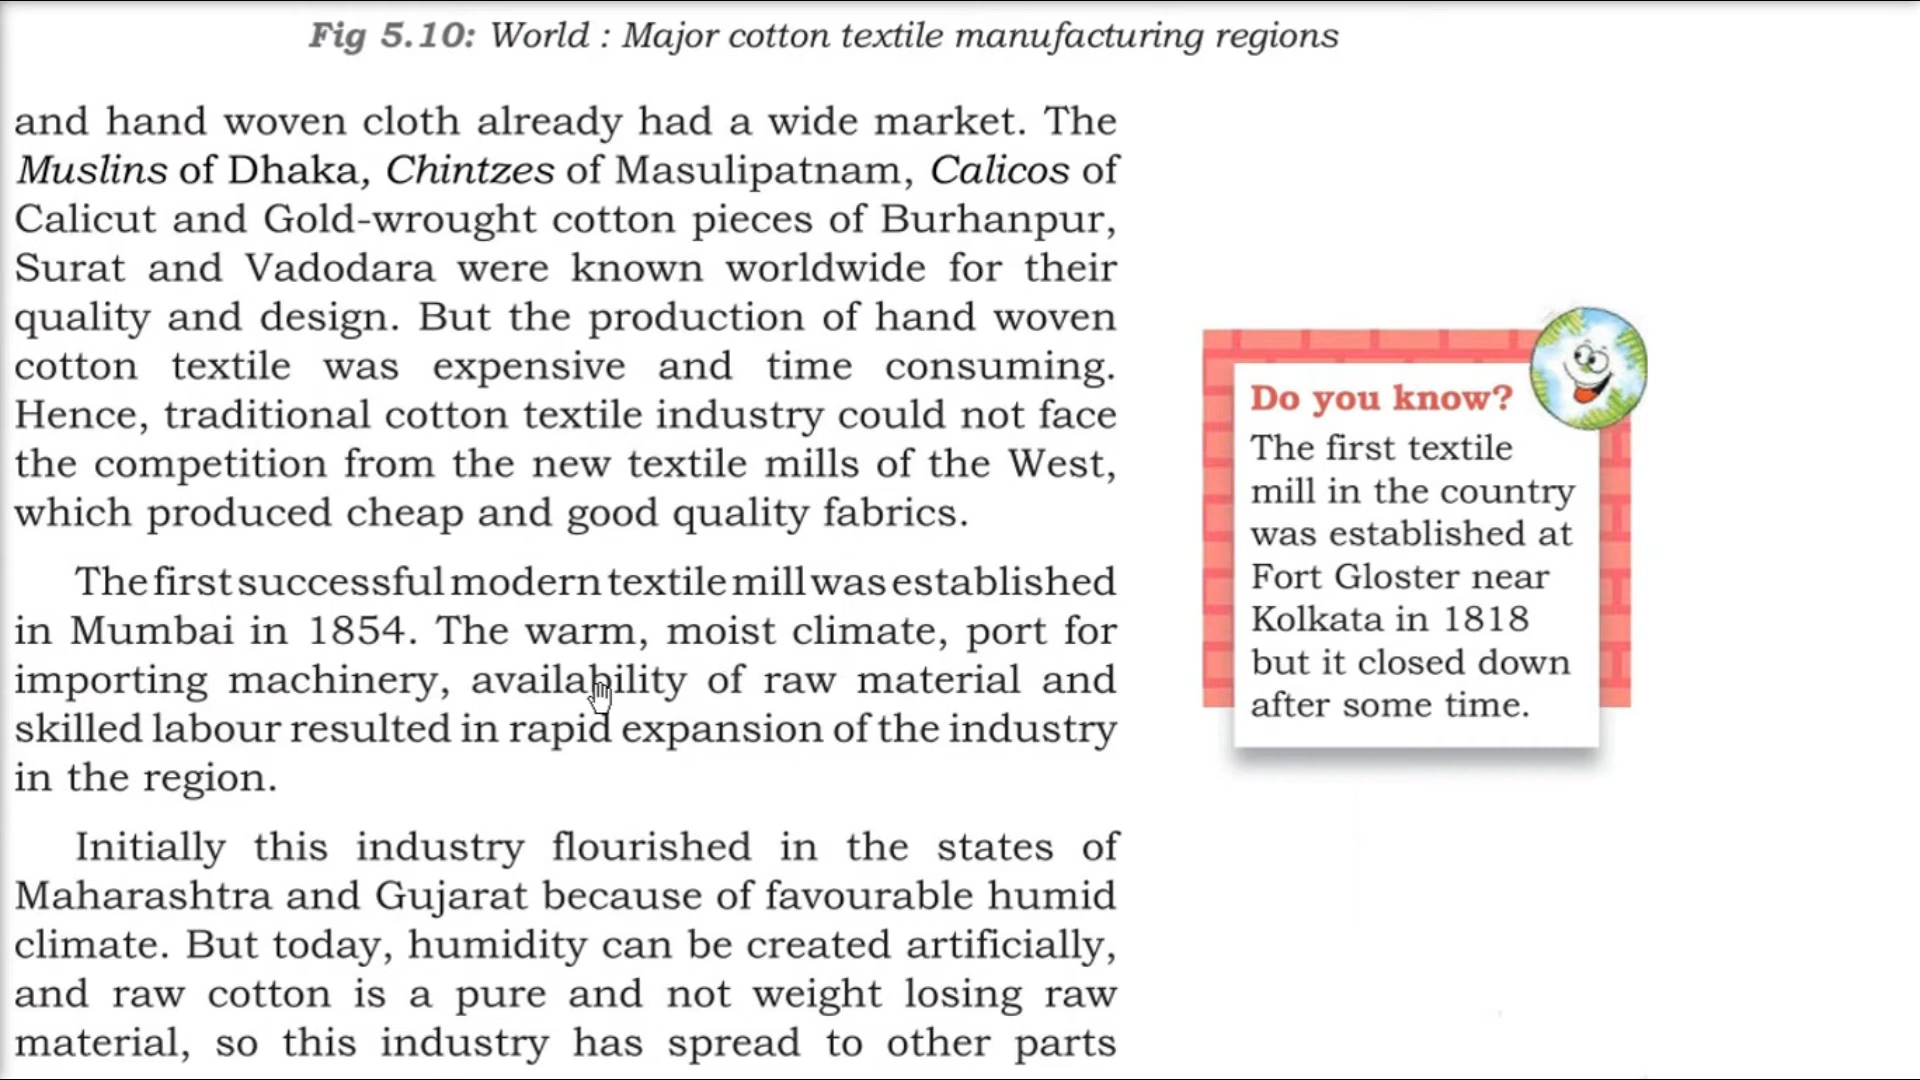 Fig 5.10: World : Major cotton textile manufacturing regions
and hand woven cloth already had a wide market. The
Muslins of Dhaka, Chintzes of Masulipatnam, Calicos of
Calicut and Gold-wrought cotton pieces of Burhanpur,
Surat and Vadodara were known worldwide for their
quality and design. But the production of hand woven
cotton textile was expensive and time consuming.
Hence, traditional cotton textile industry could not face
the competition from the new textile mills of the West,
which produced cheap and good quality fabrics.
The first successful modern textile mill was established
in Mumbai in 1854. The warm, moist climate, port for
importing machinery, availability of raw material and
skilled labour resulted in rapid expansion of the industry
in the region.
Initially this industry flourished in the states of
Maharashtra and Gujarat because of favourable humid
climate. But today, humidity can be created artificially,
and raw cotton is a pure and not weight losing raw
material, so this industry has spread to other parts
Do you know?
The first textile
mill in the country
was established at
Fort Gloster near
Kolkata in 1818
but it closed down
after some time.